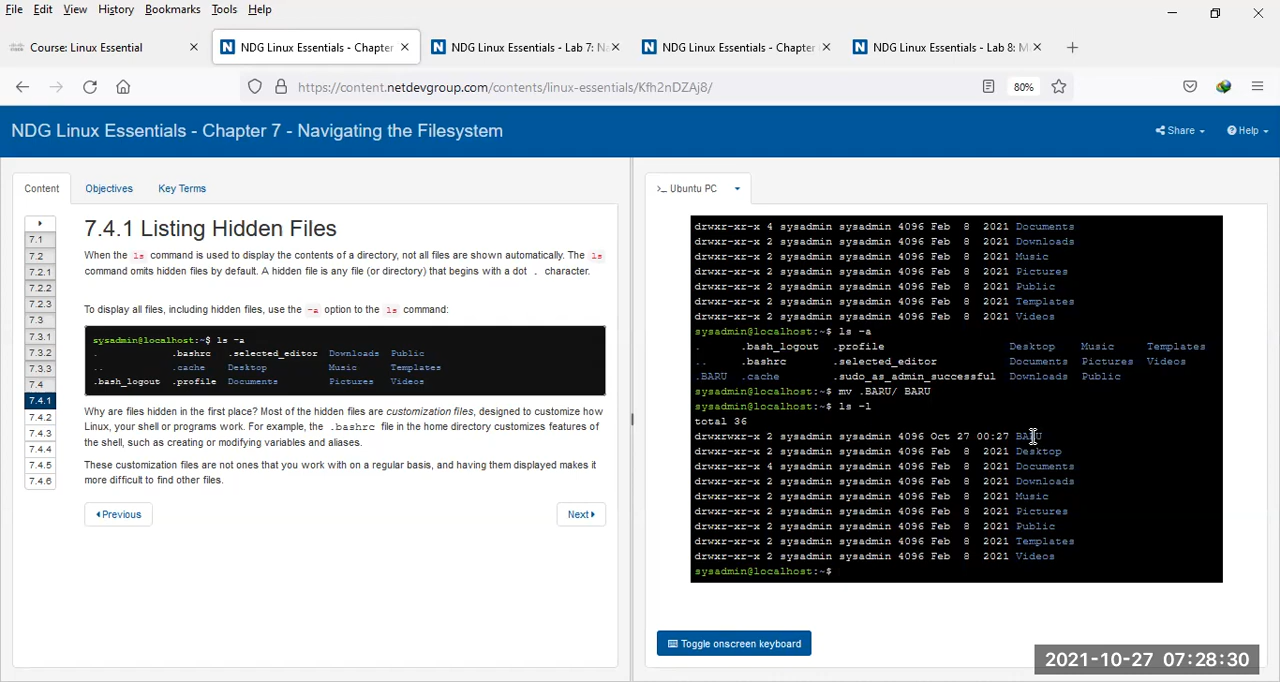 File Edit View History Bookmarks Tools Help
Course: Linux Essential
NDG Linux Essentials - Chapter
NDG Linux Essentials - Lab 7: Na
NDG Linux Essentials - Chapter
NDG Linux Essentials - Lab 8: M
https://content.netdevgroup.com/contents/linux-essentials/Kfh2nDZAj8/
80%
NDG Linux Essentials - Chapter 7 - Navigating the Filesystem
Share
Help
Content Objectives Key Terms
7.1
7.2
7.2.1
7.2.2
7.2.3
7.3
7.3.1
7.3.2
7.3.3
7.4
7.4.1
7.4.2
7.4.3
7.4.4
7.4.5
7.4.6
7.4.1 Listing Hidden Files
When the ls command is used to display the contents of a directory, not all files are shown automatically. The ls
command omits hidden files by default. A hidden file is any file (or directory) that begins with a dot . character.
To display all files, including hidden files, use the -a option to the ls command:
sysadmin@localhost:~$ ls -a
. .bashrc .selected_editor Downloads Public
.. .cache Desktop Music Templates
.bash_logout .profile Documents Pictures Videos
Why are files hidden in the first place? Most of the hidden files are customization files, designed to customize how
Linux, your shell or programs work. For example, the .bashrc file in the home directory customizes features of
the shell, such as creating or modifying variables and aliases.
These customization files are not ones that you work with on a regular basis, and having them displayed makes it
more difficult to find other files.
Previous
Next
>_ Ubuntu PC
drwxr-xr-x 4 sysadmin sysadmin 4096 Feb 8 2021 Documents
drwxr-xr-x 2 sysadmin sysadmin 4096 Feb 8 2021 Downloads
drwxr-xr-x 2 sysadmin sysadmin 4096 Feb 8 2021 Music
drwxr-xr-x 2 sysadmin sysadmin 4096 Feb 8 2021 Pictures
drwxr-xr-x 2 sysadmin sysadmin 4096 Feb 8 2021 Public
drwxr-xr-x 2 sysadmin sysadmin 4096 Feb 8 2021 Templates
drwxr-xr-x 2 sysadmin sysadmin 4096 Feb 8 2021 Videos
sysadmin@localhost:~$ ls -a
. .bash_logout .profile Desktop Music Templates
.. .bashrc .selected_editor Documents Pictures Videos
.BARU .cache .sudo_as_admin_successful Downloads Public
sysadmin@localhost:~$ mv .BARU/ BARU
sysadmin@localhost:~$ ls -l
total 36
drwxrwxr-x 2 sysadmin sysadmin 4096 Oct 27 00:27 BARU
drwxr-xr-x 2 sysadmin sysadmin 4096 Feb 8 2021 Desktop
drwxr-xr-x 4 sysadmin sysadmin 4096 Feb 8 2021 Documents
drwxr-xr-x 2 sysadmin sysadmin 4096 Feb 8 2021 Downloads
drwxr-xr-x 2 sysadmin sysadmin 4096 Feb 8 2021 Music
drwxr-xr-x 2 sysadmin sysadmin 4096 Feb 8 2021 Pictures
drwxr-xr-x 2 sysadmin sysadmin 4096 Feb 8 2021 Public
drwxr-xr-x 2 sysadmin sysadmin 4096 Feb 8 2021 Templates
drwxr-xr-x 2 sysadmin sysadmin 4096 Feb 8 2021 Videos
sysadmin@localhost:~$
Toggle onscreen keyboard
2021-10-27 07:28:30